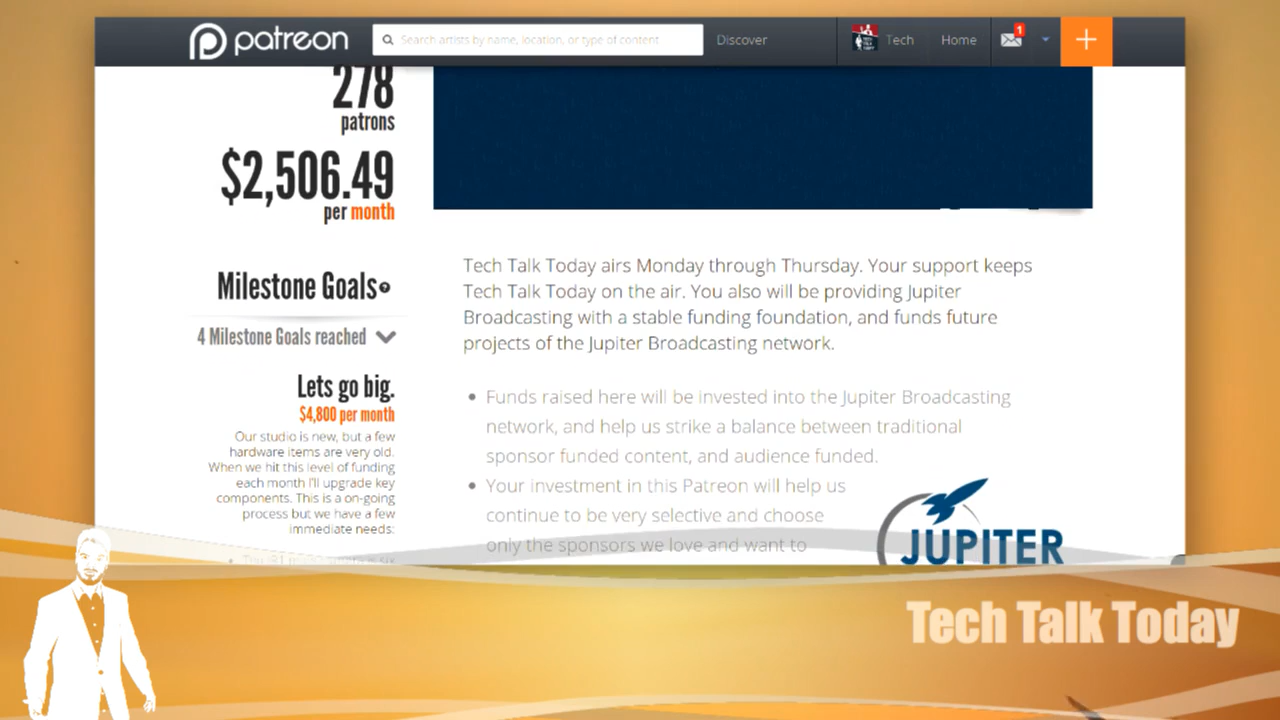 patreon
Search artists by name, location, or type of content
Discover
Tech
Home
1
278
patrons
$2,506.49
per month
Milestone Goals
4 Milestone Goals reached
Lets go big.
$4,800 per month
Our studio is new, but a few
hardware items are very old.
When we hit this level of funding
each month I'll upgrade key
components. This is a on-going
process but we have a few
immediate needs:
Tech Talk Today airs Monday through Thursday. Your support keeps
Tech Talk Today on the air. You also will be providing Jupiter
Broadcasting with a stable funding foundation, and funds future
projects of the Jupiter Broadcasting network.
• Funds raised here will be invested into the Jupiter Broadcasting
network, and help us strike a balance between traditional
sponsor funded content, and audience funded.
• Your investment in this Patreon will help us
continue to be very selective and choose
only the sponsors we love and want to
JUPITER
Tech Talk Today